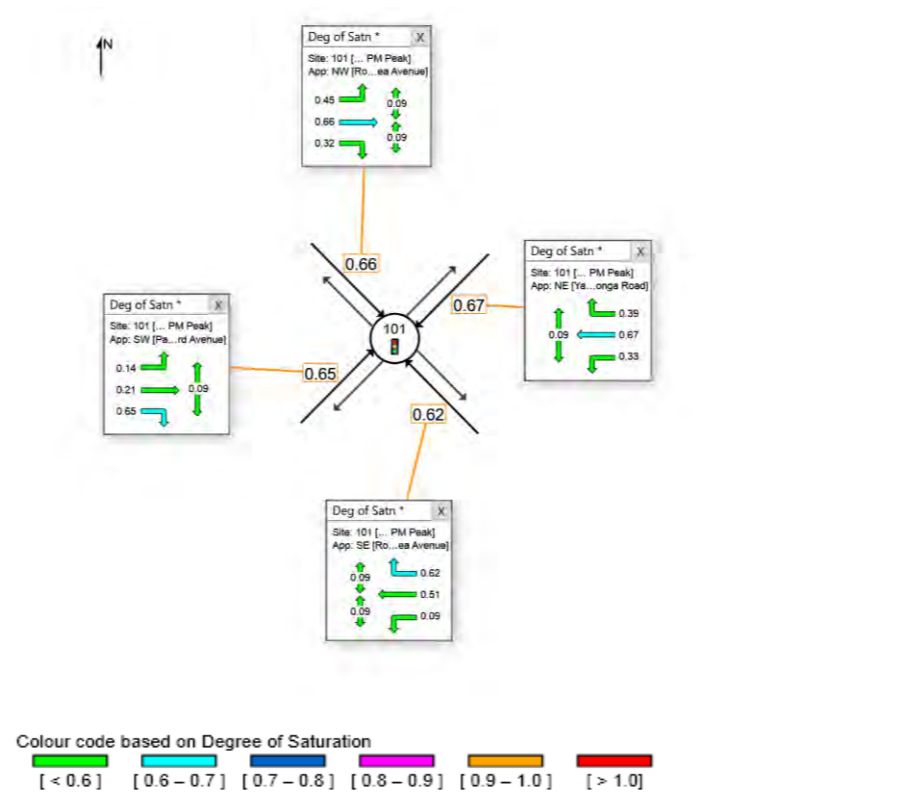 N
Deg of Satn * X
Site: 101 [... PM Peak]
App: NW [Ro...ea Avenue]
0.45
0.09
0.66
0.09
0.32
0.66
Deg of Satn * X
Site: 101 [... PM Peak]
App: NE [Ya...onga Road]
0.39
0.09
0.67
0.33
0.67
101
Deg of Satn * X
Site: 101 [... PM Peak]
App: SW [Pa...rd Avenue]
0.14
0.21
0.09
0.65
0.65
0.62
Deg of Satn * X
Site: 101 [... PM Peak]
App: SE [Ro...ea Avenue]
0.09
0.62
0.51
0.09
0.09
Colour code based on Degree of Saturation
[ < 0.6 ] [ 0.6 – 0.7 ] [ 0.7 – 0.8 ] [ 0.8 – 0.9 ] [ 0.9 – 1.0 ] [ > 1.0]